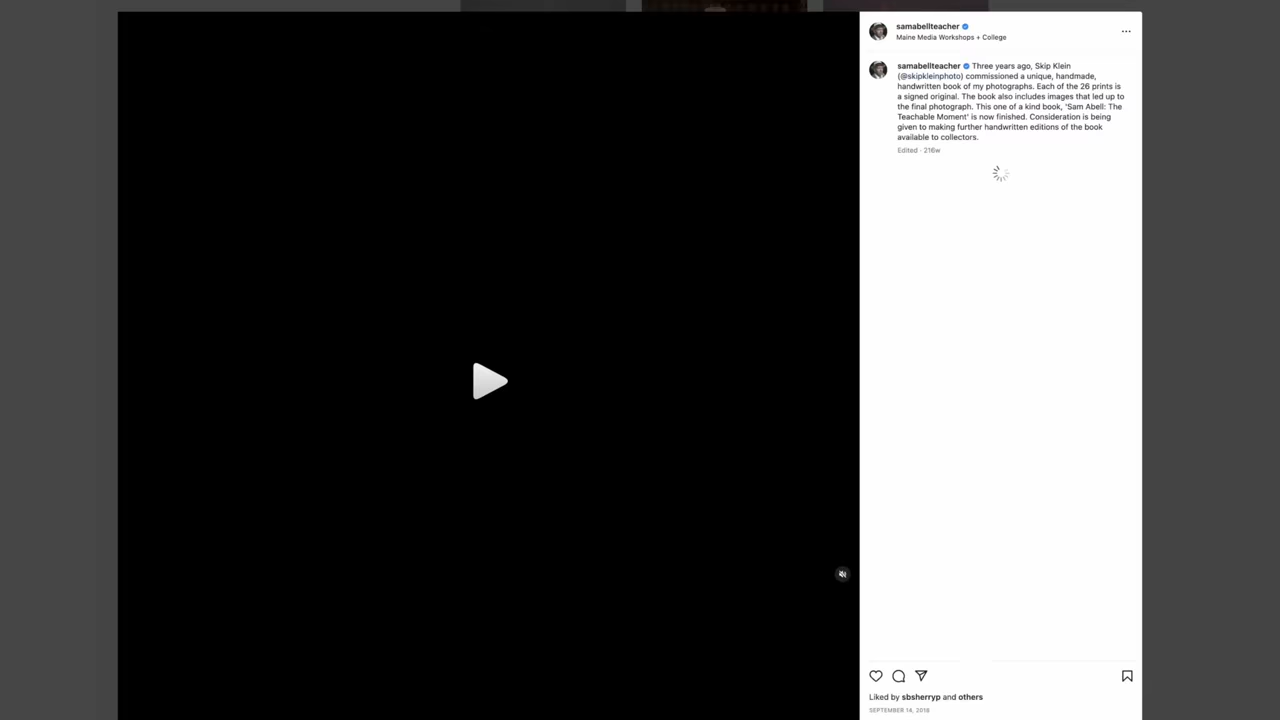 samabellteacher
Maine Media Workshops + College
samabellteacher Three years ago, Skip Klein
(@skipkleinphoto) commissioned a unique, handmade,
handwritten book of my photographs. Each of the 26 prints is
a signed original. The book also includes images that led up to
the final photograph. This one of a kind book, 'Sam Abell: The
Teachable Moment' is now finished. Consideration is being
given to making further handwritten editions of the book
available to collectors.
Edited · 216w
Liked by sbsherryp and others
SEPTEMBER 14, 2018